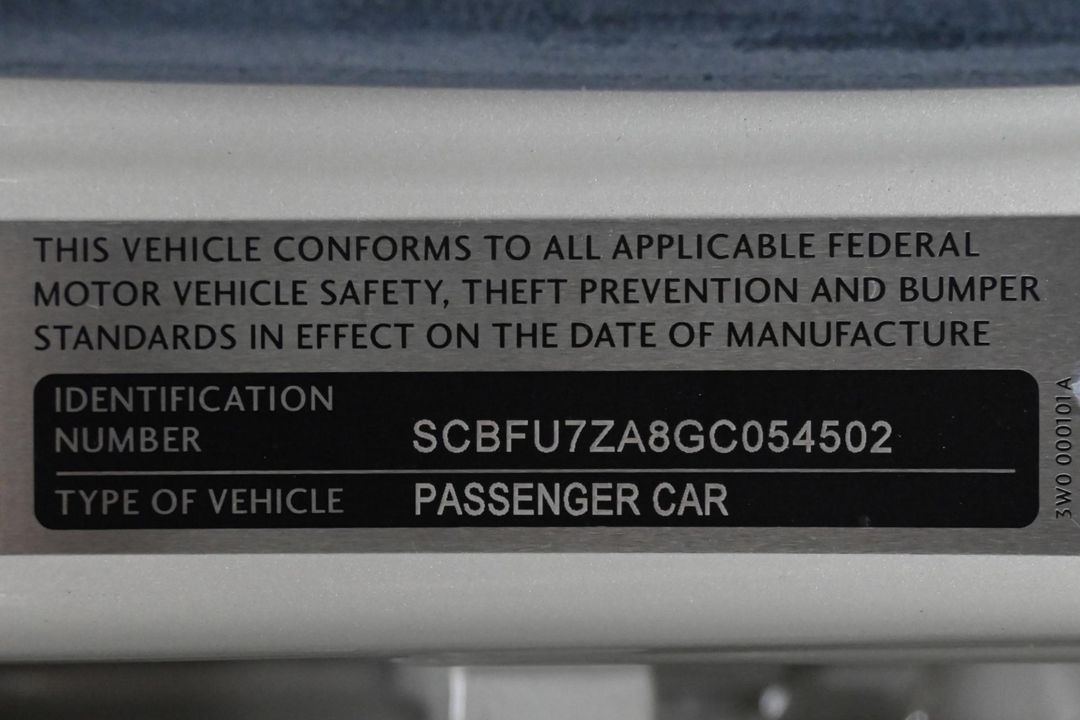 THIS VEHICLE CONFORMS TO ALL APPLICABLE FEDERAL
MOTOR VEHICLE SAFETY, THEFT PREVENTION AND BUMPER
STANDARDS IN EFFECT ON THE DATE OF MANUFACTURE
IDENTIFICATION
NUMBER SCBFU7ZA8GC054502
TYPE OF VEHICLE PASSENGER CAR
3W0 000101A